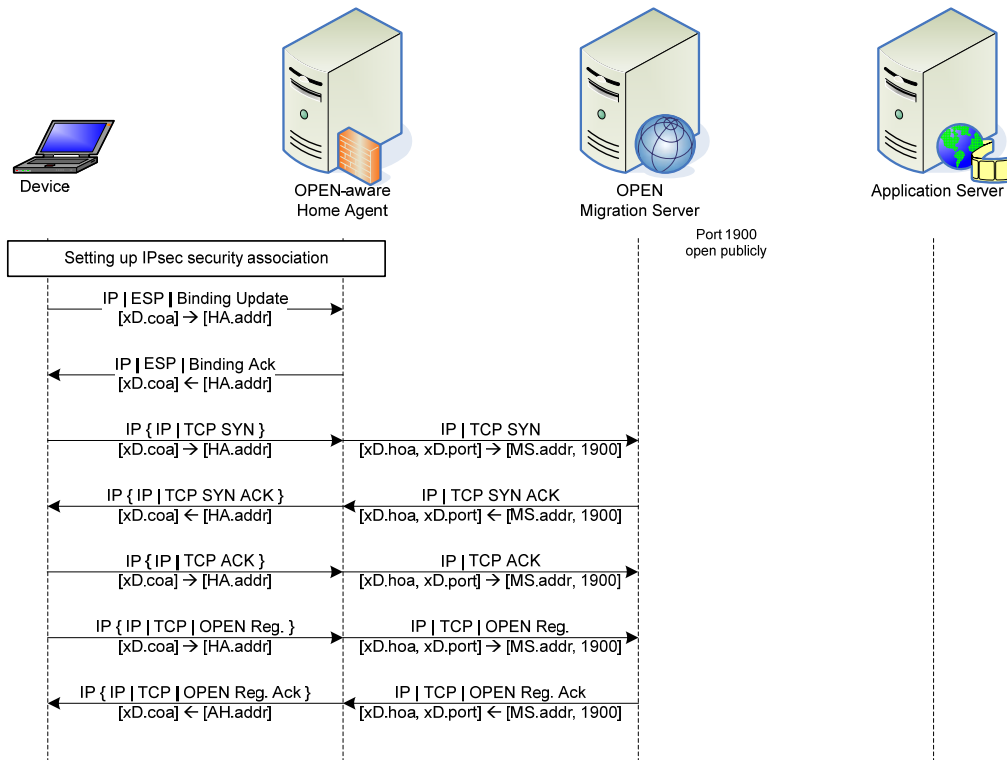 Device
OPEN-aware
Home Agent
OPEN
Migration Server
Application Server
Port 1900
open publicly
Setting up IPsec security association
IP | ESP | Binding Update
[xD.coa] → [HA.addr]
IP | ESP | Binding Ack
[xD.coa] ← [HA.addr]
IP { IP | TCP SYN }
[xD.coa] → [HA.addr]
IP | TCP SYN
[xD.hoa, xD.port] → [MS.addr, 1900]
IP { IP | TCP SYN ACK }
[xD.coa] ← [HA.addr]
IP | TCP SYN ACK
[xD.hoa, xD.port] ← [MS.addr, 1900]
IP { IP | TCP ACK }
[xD.coa] → [HA.addr]
IP | TCP ACK
[xD.hoa, xD.port] → [MS.addr, 1900]
IP { IP | TCP | OPEN Reg. }
[xD.coa] → [HA.addr]
IP | TCP | OPEN Reg.
[xD.hoa, xD.port] → [MS.addr, 1900]
IP { IP | TCP | OPEN Reg. Ack }
[xD.coa] ← [AH.addr]
IP | TCP | OPEN Reg. Ack
[xD.hoa, xD.port] ← [MS.addr, 1900]